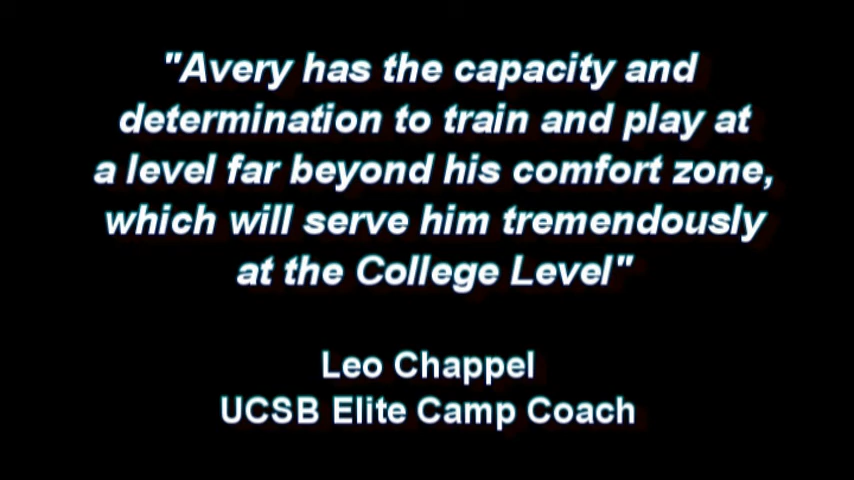 "Avery has the capacity and
determination to train and play at
a level far beyond his comfort zone,
which will serve him tremendously
at the College Level"
Leo Chappel
UCSB Elite Camp Coach